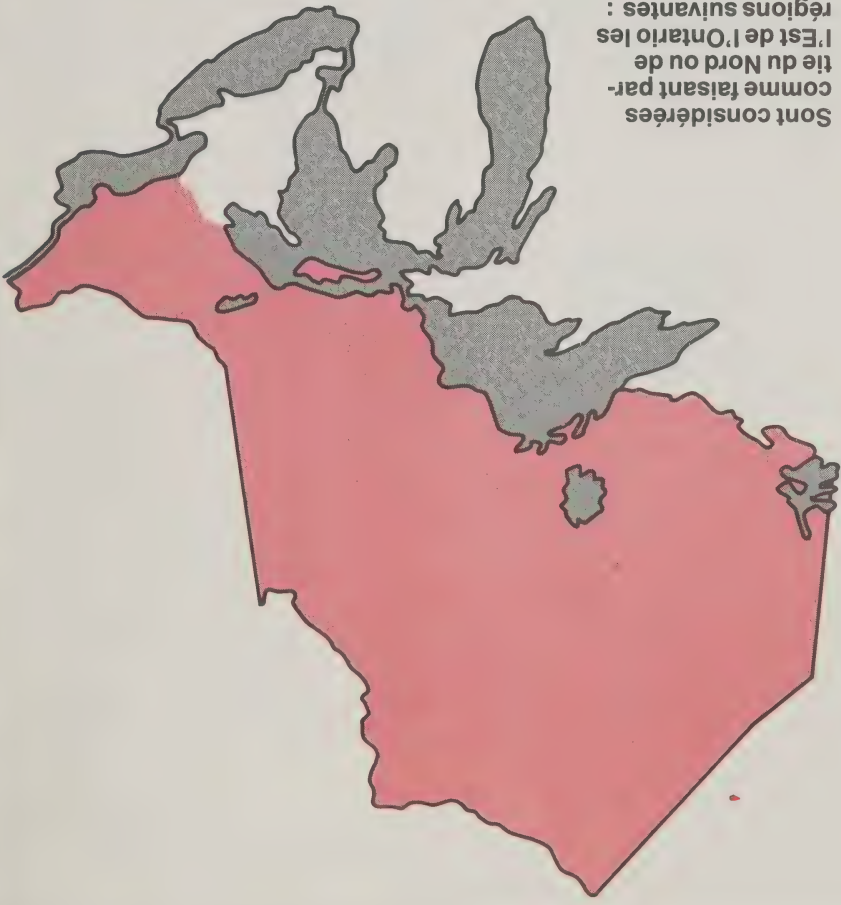 Sont considérées
comme faisant par-
tie du Nord ou de
l'Est de l'Ontario les
régions suivantes :